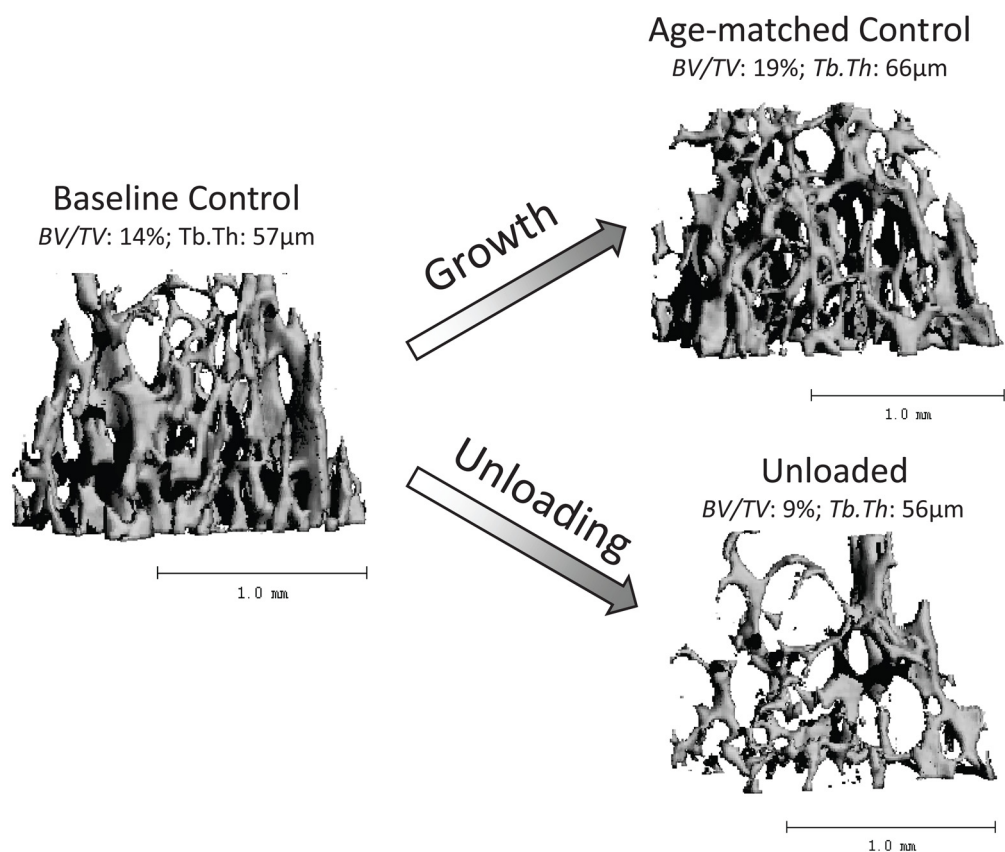 Age-matched Control
BV/TV: 19%; Tb.Th: 66μm
1.0 mm
Baseline Control
BV/TV: 14%; Tb.Th: 57μm
1.0 mm
Growth
Unloading
Unloaded
BV/TV: 9%; Tb.Th: 56μm
1.0 mm